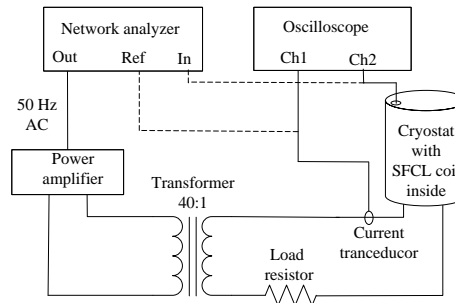 Network analyzer
Out Ref In
Oscilloscope
Ch1 Ch2
50 Hz
AC
Power
amplifier
Transformer
40:1
Cryostat
with
SFCL coil
inside
Current
tranceducor
Load
resistor